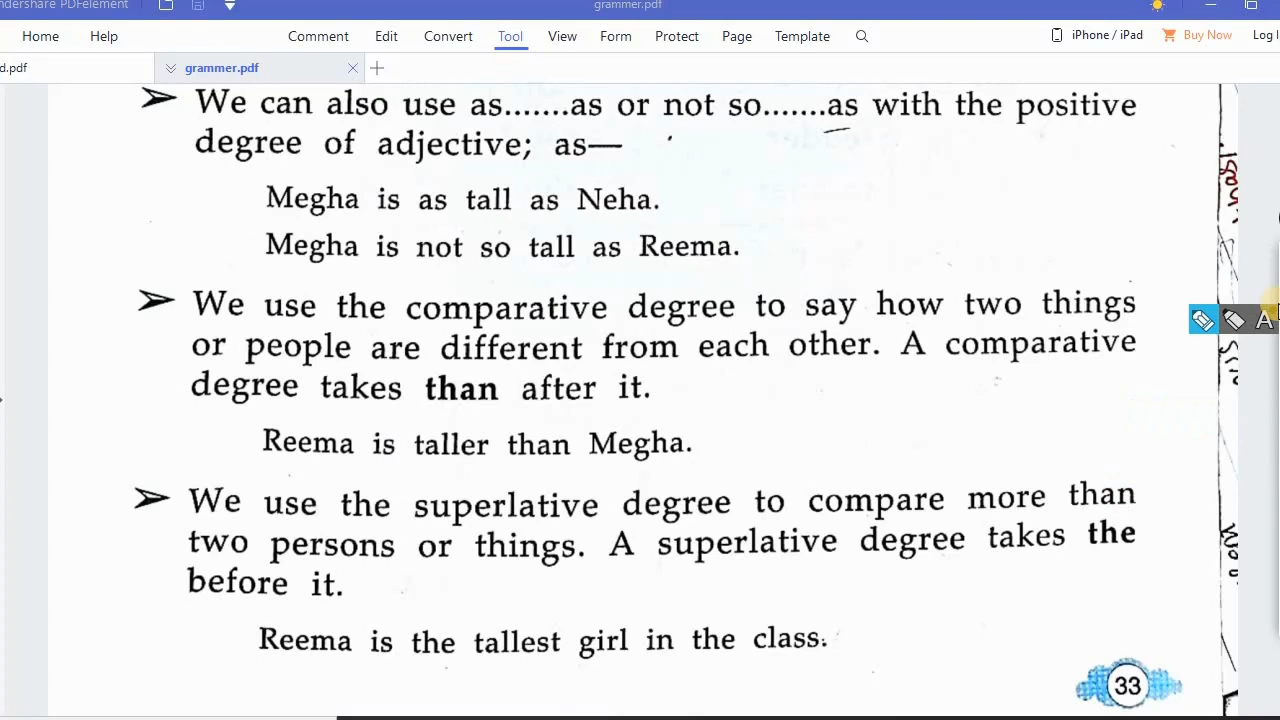 ndershare PDFelement
grammer.pdf
Home Help Comment Edit Convert Tool View Form Protect Page Template iPhone / iPad Buy Now Log I
d.pdf
grammer.pdf
➢ We can also use as.......as or not so.......as with the positive
degree of adjective; as—
Megha is as tall as Neha.
Megha is not so tall as Reema.
➢ We use the comparative degree to say how two things
or people are different from each other. A comparative
degree takes than after it.
Reema is taller than Megha.
➢ We use the superlative degree to compare more than
two persons or things. A superlative degree takes the
before it.
Reema is the tallest girl in the class.
33
A